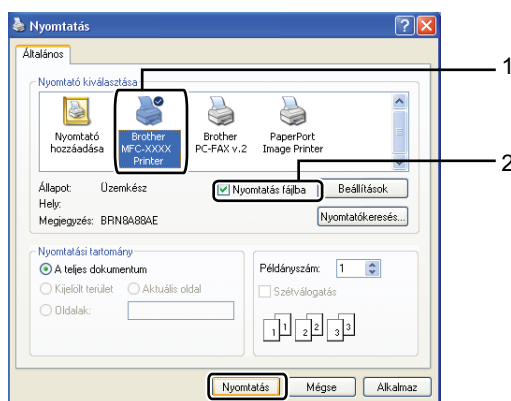 Nyomtatás
Általános
1
Nyomtató kiválasztása
Nyomtató hozzáadása
Brother MFC-XXXX Printer
Brother PC-FAX v.2
PaperPort Image Printer
2
Állapot: Üzemkész
Nyomtatás fájlba
Beállítások
Hely:
Megjegyzés: BRN8A88AE
Nyomtatókeresés...
Nyomtatási tartomány
A teljes dokumentum
Példányszám: 1
Kijelölt terület
Aktuális oldal
Szétválogatás
Oldalak:
1 1 2 2 3 3
Nyomtatás
Mégse
Alkalmaz